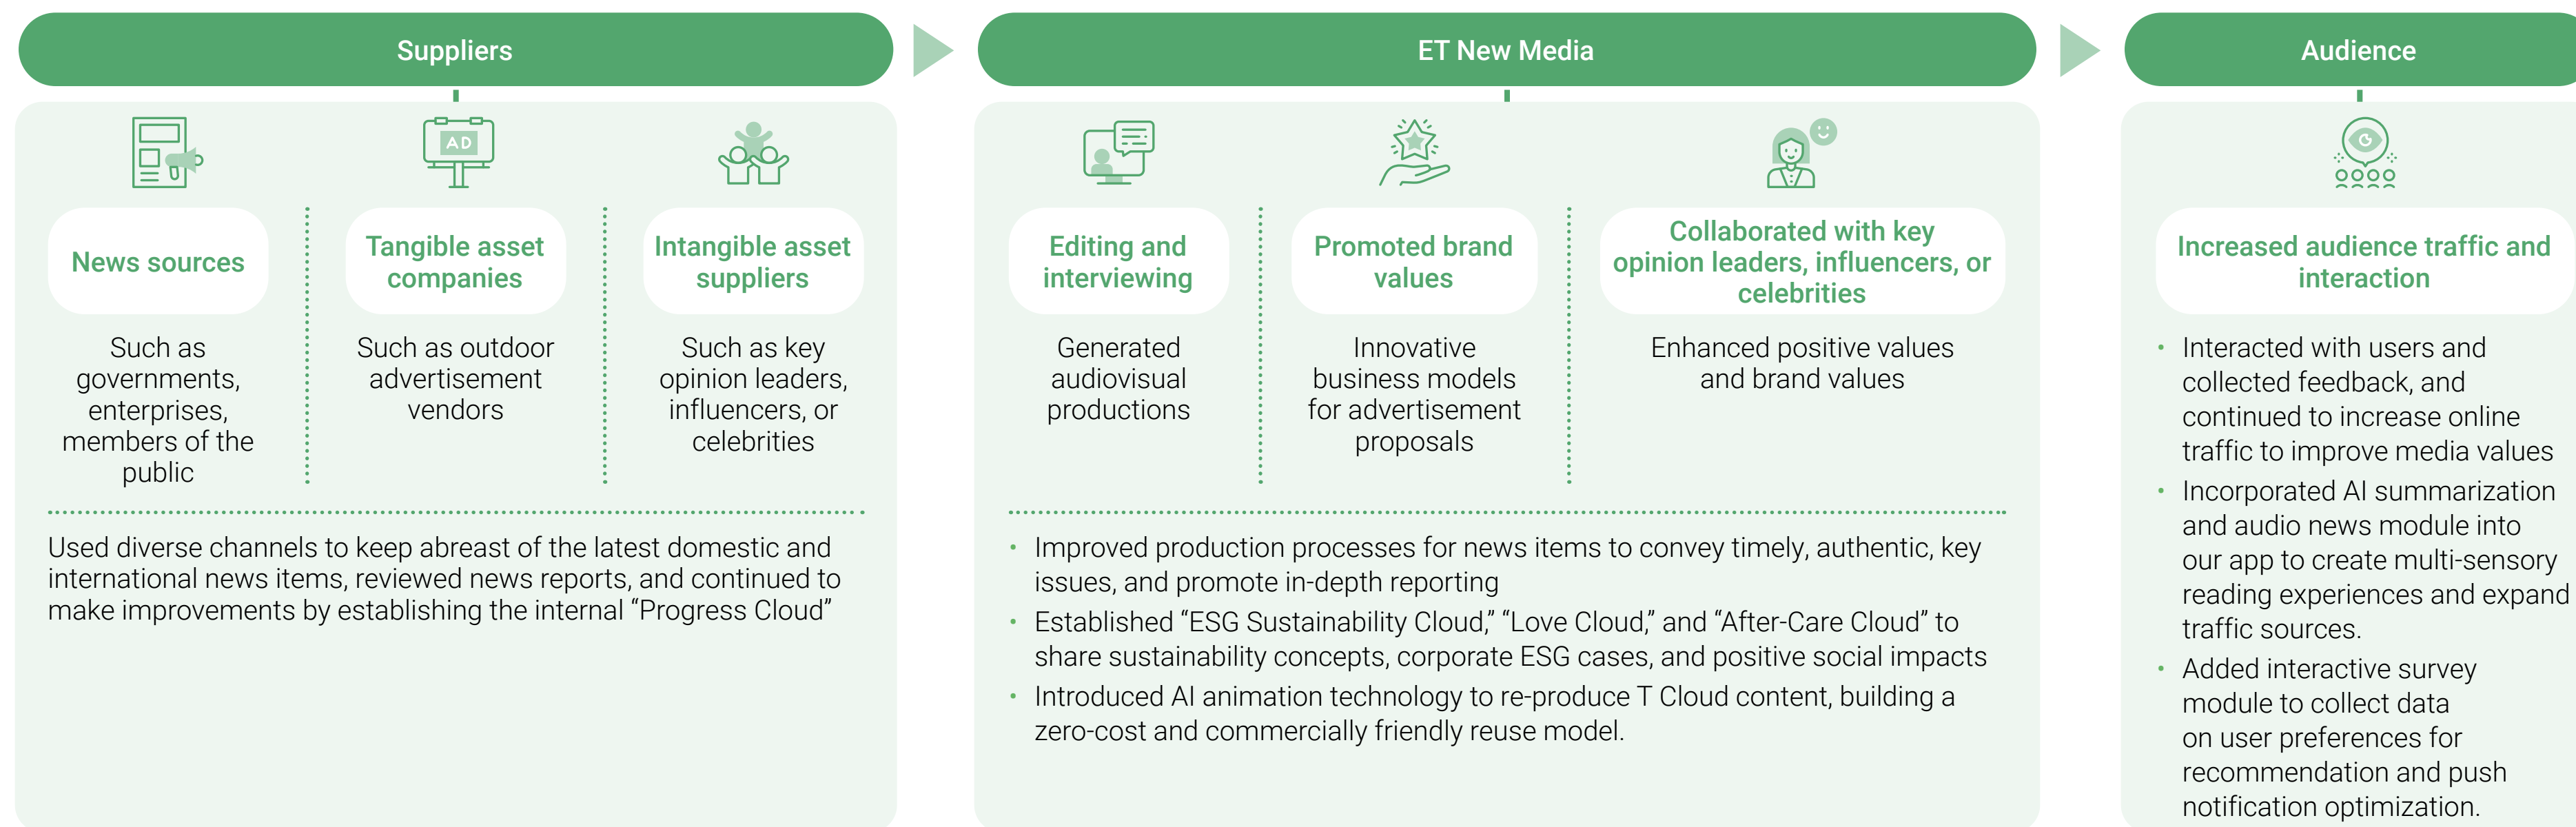 Suppliers
AD
News sources
Such as
governments,
enterprises,
members of the
public
Tangible asset
companies
Such as outdoor
advertisement
vendors
Intangible asset
suppliers
Such as key
opinion leaders,
influencers, or
celebrities
Used diverse channels to keep abreast of the latest domestic and
international news items, reviewed news reports, and continued to
make improvements by establishing the internal “Progress Cloud”
ET New Media
Editing and
interviewing
Generated
audiovisual
productions
Promoted brand
values
Innovative
business models
for advertisement
proposals
Collaborated with key
opinion leaders, influencers, or
celebrities
Enhanced positive values
and brand values
• Improved production processes for news items to convey timely, authentic, key
issues, and promote in-depth reporting
• Established “ESG Sustainability Cloud,” “Love Cloud,” and “After-Care Cloud” to
share sustainability concepts, corporate ESG cases, and positive social impacts
• Introduced AI animation technology to re-produce T Cloud content, building a
zero-cost and commercially friendly reuse model.
Audience
Increased audience traffic and
interaction
• Interacted with users and
collected feedback, and
continued to increase online
traffic to improve media values
• Incorporated AI summarization
and audio news module into
our app to create multi-sensory
reading experiences and expand
traffic sources.
• Added interactive survey
module to collect data
on user preferences for
recommendation and push
notification optimization.